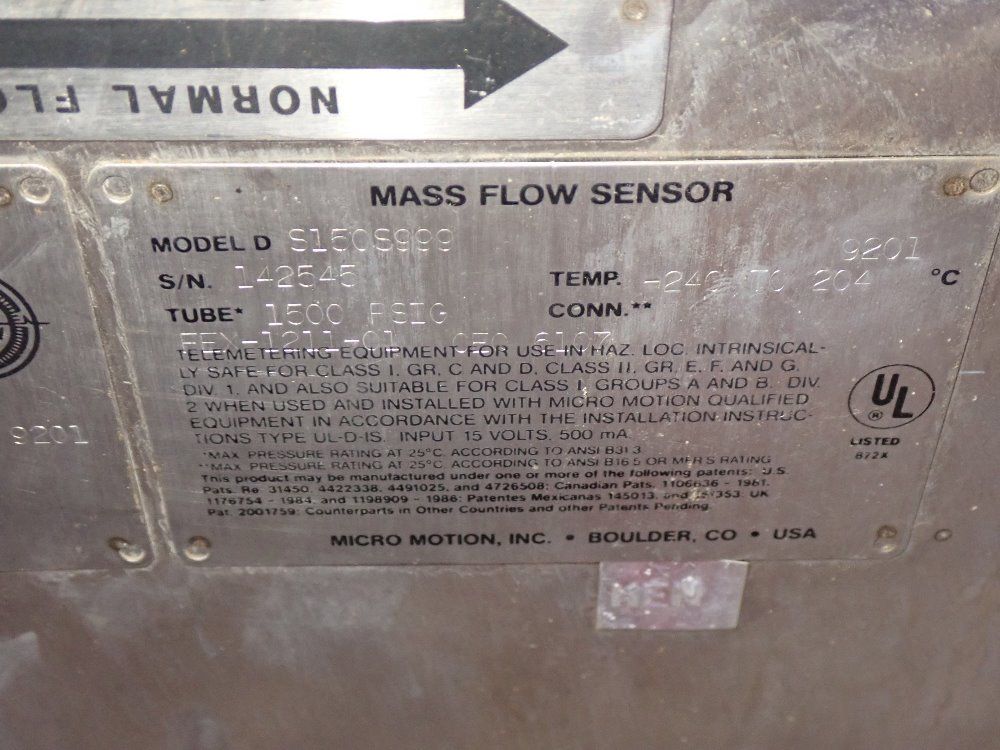 NORMAL FLO
MASS FLOW SENSOR
MODEL D S150S999 9201
S/N. 142545 TEMP. -240 TO 204 °C
TUBE* 1500 PSIG CONN.**
TELEMETERING EQUIPMENT FOR USE IN HAZ. LOC. INTRINSICAL-
LY SAFE FOR CLASS I, GR. C AND D, CLASS II, GR. E, F, AND G,
DIV. 1, AND ALSO SUITABLE FOR CLASS I, GROUPS A AND B, DIV.
2 WHEN USED AND INSTALLED WITH MICRO MOTION QUALIFIED
EQUIPMENT IN ACCORDANCE WITH THE INSTALLATION INSTRUC-
TIONS TYPE UL-D-IS. INPUT 15 VOLTS, 500 mA.
UL
®
LISTED
872X
9201
*MAX PRESSURE RATING AT 25°C, ACCORDING TO ANSI B31.3
**MAX PRESSURE RATING AT 25°C, ACCORDING TO ANSI B16.5 OR MFR'S RATING
This product may be manufactured under one or more of the following patents: U.S.
Pats. Re 31450, 4422338, 4491025, and 4726508; Canadian Pats. 1106636 - 1981,
1176754 - 1984, and 1198909 - 1986; Patentes Mexicanas 145013, and UK
Pat. 2001759; Counterparts in Other Countries and other Patents Pending.
MICRO MOTION, INC. • BOULDER, CO • USA